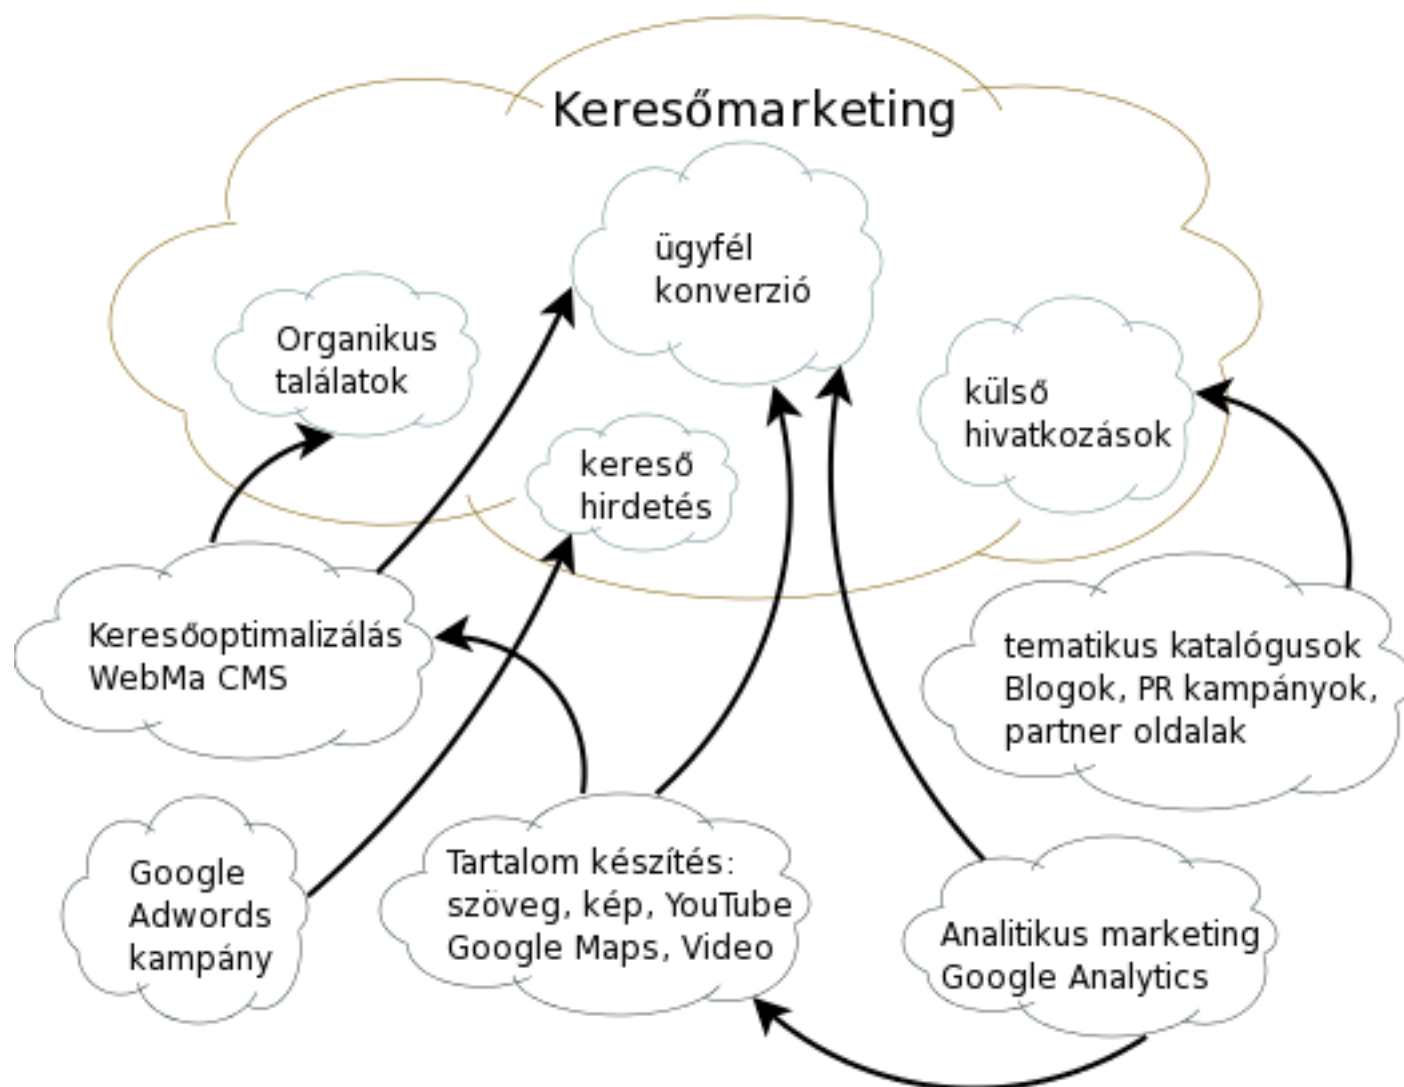 Keresőmarketing
ügyfél
konverzió
Organikus
találatok
külső
hivatkozások
kereső
hirdetés
Keresőoptimalizálás
WebMa CMS
tematikus katalógusok
Blogok, PR kampányok,
partner oldalak
Google
Adwords
kampány
Tartalom készítés:
szöveg, kép, YouTube
Google Maps, Video
Analitikus marketing
Google Analytics